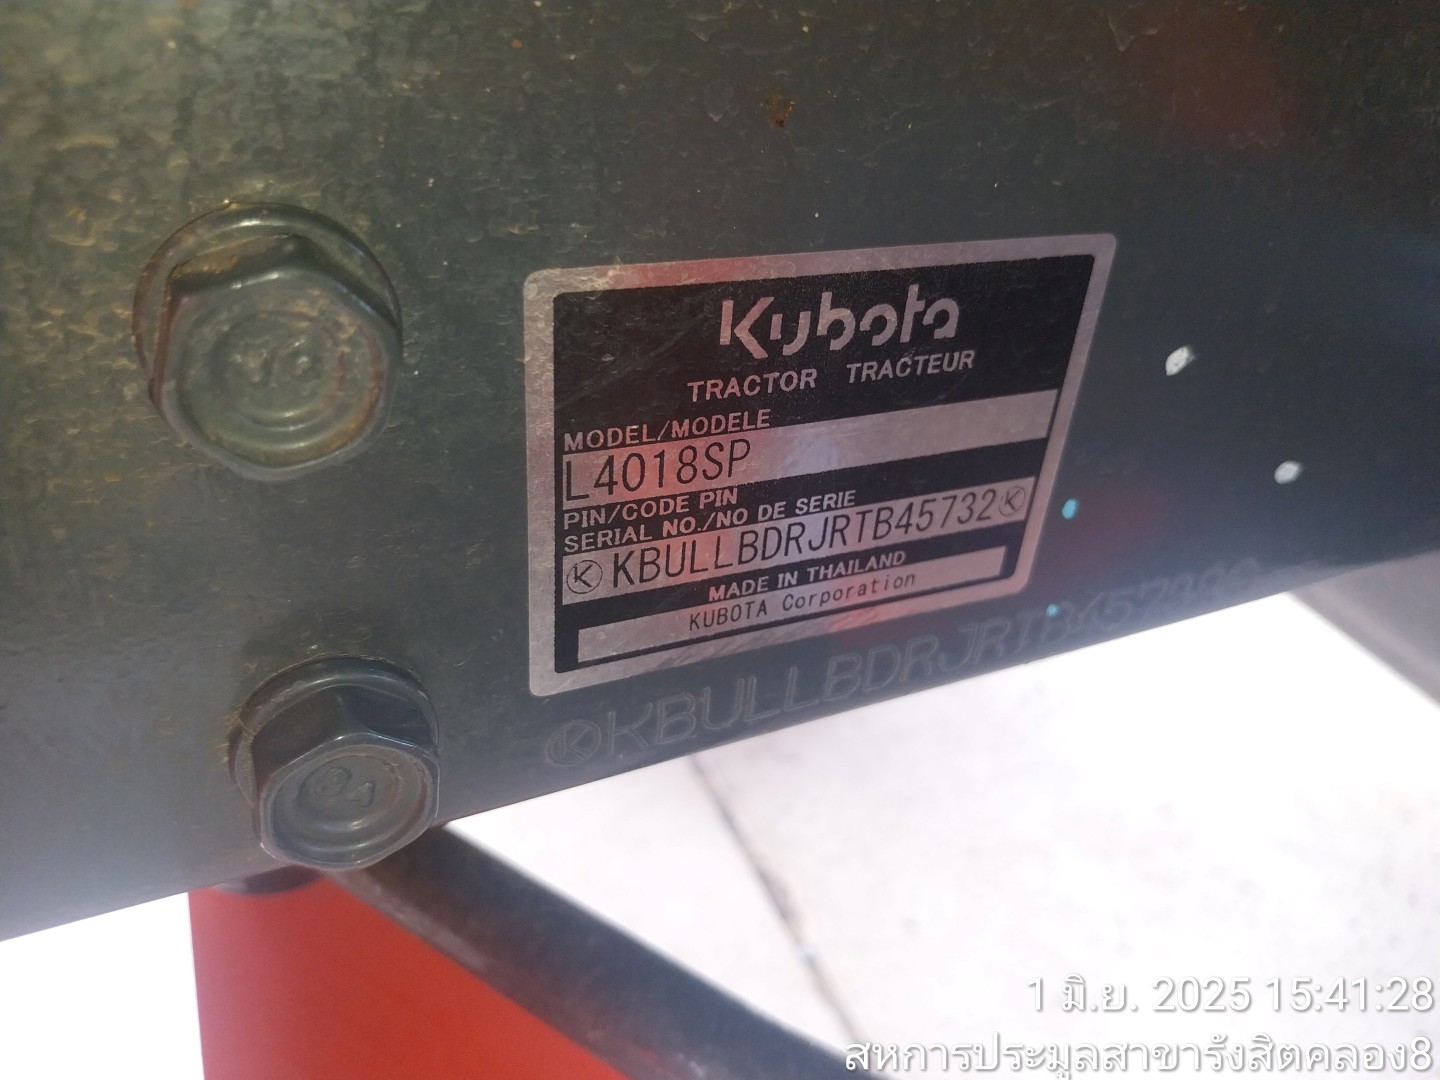 Kubota
TRACTOR TRACTEUR
MODEL/MODELE
L4018SP
PIN/CODE PIN
SERIAL NO./NO DE SERIE
KBULLBDRJRTB45732
MADE IN THAILAND
KUBOTA Corporation
KBULLBDRJRTB45732
8.4
1 มิ.ย. 2025 15:41:28
สหการประมูลสาขารังสิตคลอง8